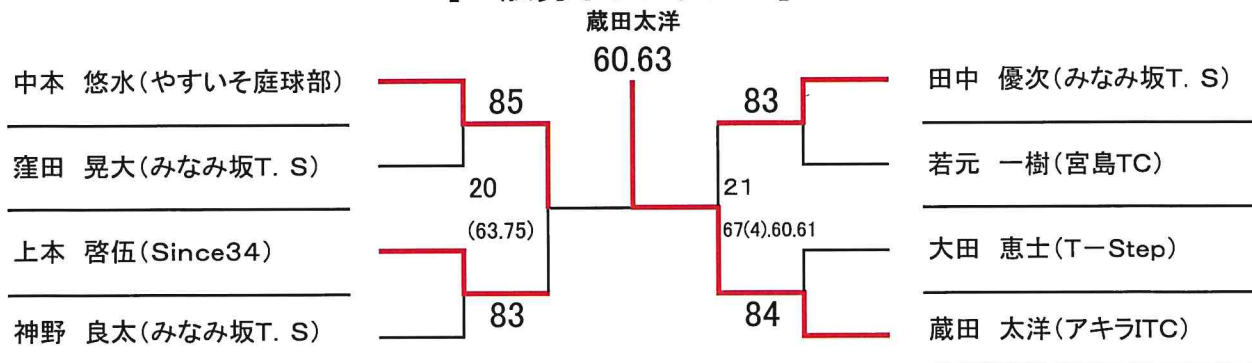 蔵田太洋
60.63
中本 悠水(やすいそ庭球部)
85
窪田 晃大(みなみ坂T. S)
20
(63.75)
上本 啓伍(Since34)
83
神野 良太(みなみ坂T. S)
83
田中 優次(みなみ坂T. S)
若元 一樹(宮島TC)
21
67(4).60.61
大田 恵士(T-Step)
84
蔵田 太洋(アキラITC)